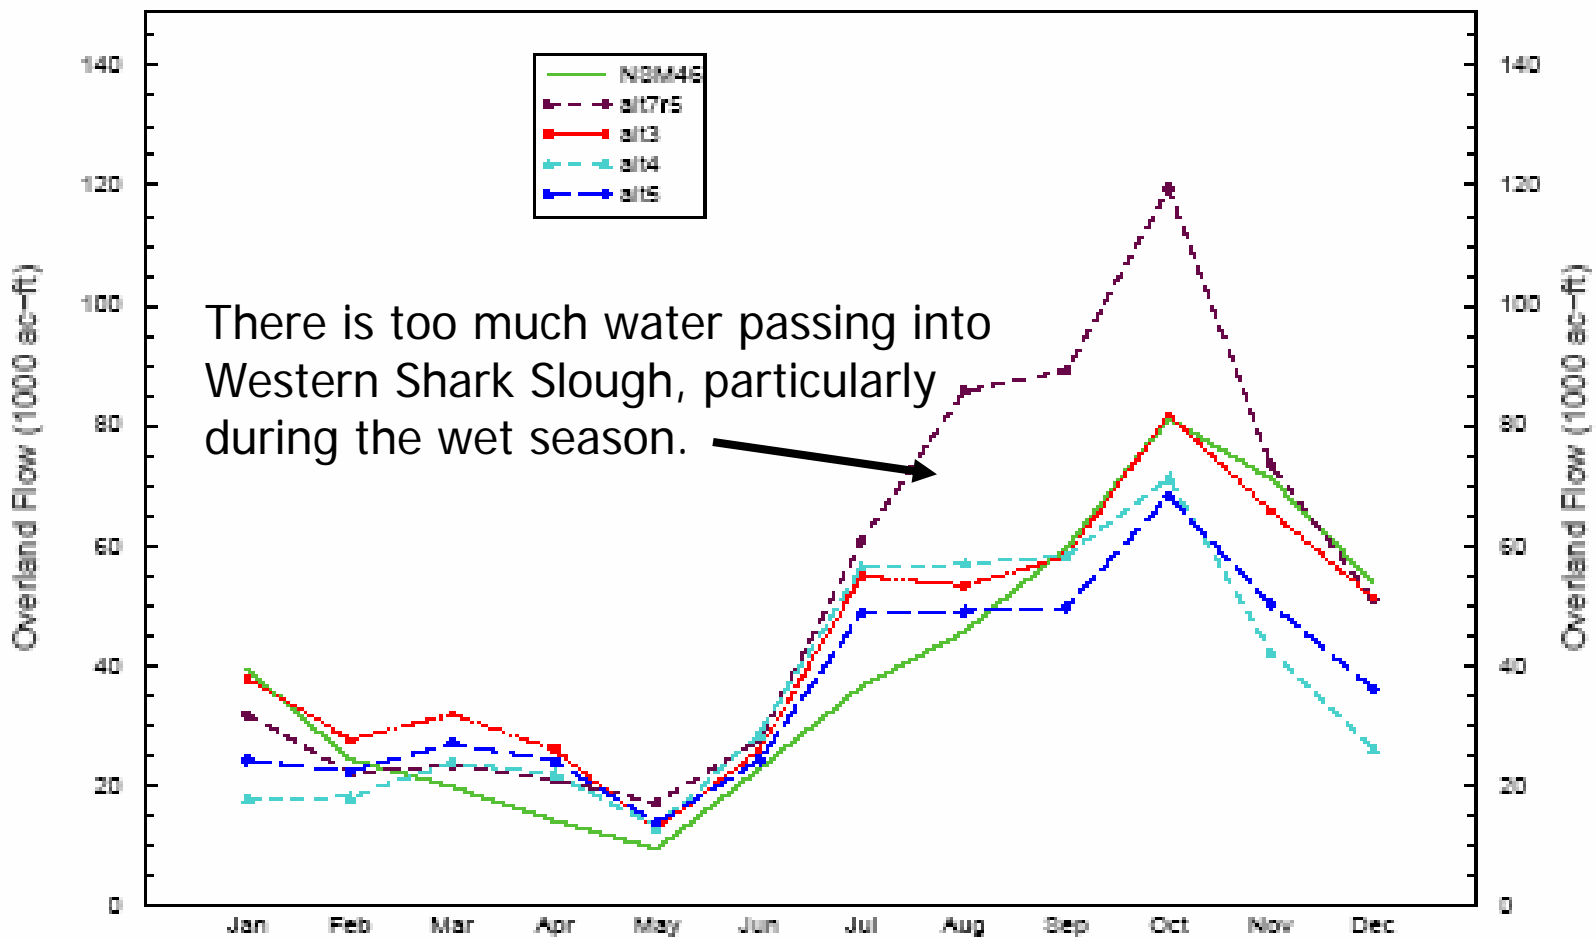 140
120
100
80
60
40
20
0
Overland Flow (1000 ac-ft)
NSM46
alt7r5
alt3
alt4
alt5
There is too much water passing into
Western Shark Slough, particularly
during the wet season.
140
120
100
80
60
40
20
0
Overland Flow (1000 ac-ft)
Jan Feb Mar Apr May Jun Jul Aug Sep Oct Nov Dec